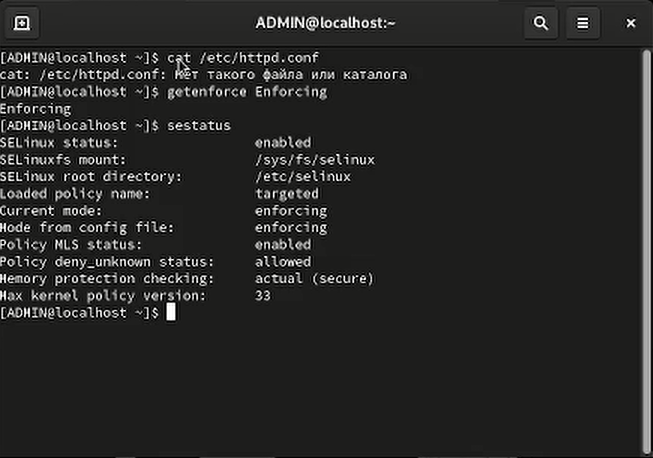 ADMIN@localhost:~
[ADMIN@localhost ~]$ cat /etc/httpd.conf
cat: /etc/httpd.conf: Нет такого файла или каталога
[ADMIN@localhost ~]$ getenforce Enforcing
Enforcing
[ADMIN@localhost ~]$ sestatus
SELinux status: enabled
SELinuxfs mount: /sys/fs/selinux
SELinux root directory: /etc/selinux
Loaded policy name: targeted
Current mode: enforcing
Mode from config file: enforcing
Policy MLS status: enabled
Policy deny_unknown status: allowed
Memory protection checking: actual (secure)
Max kernel policy version: 33
[ADMIN@localhost ~]$